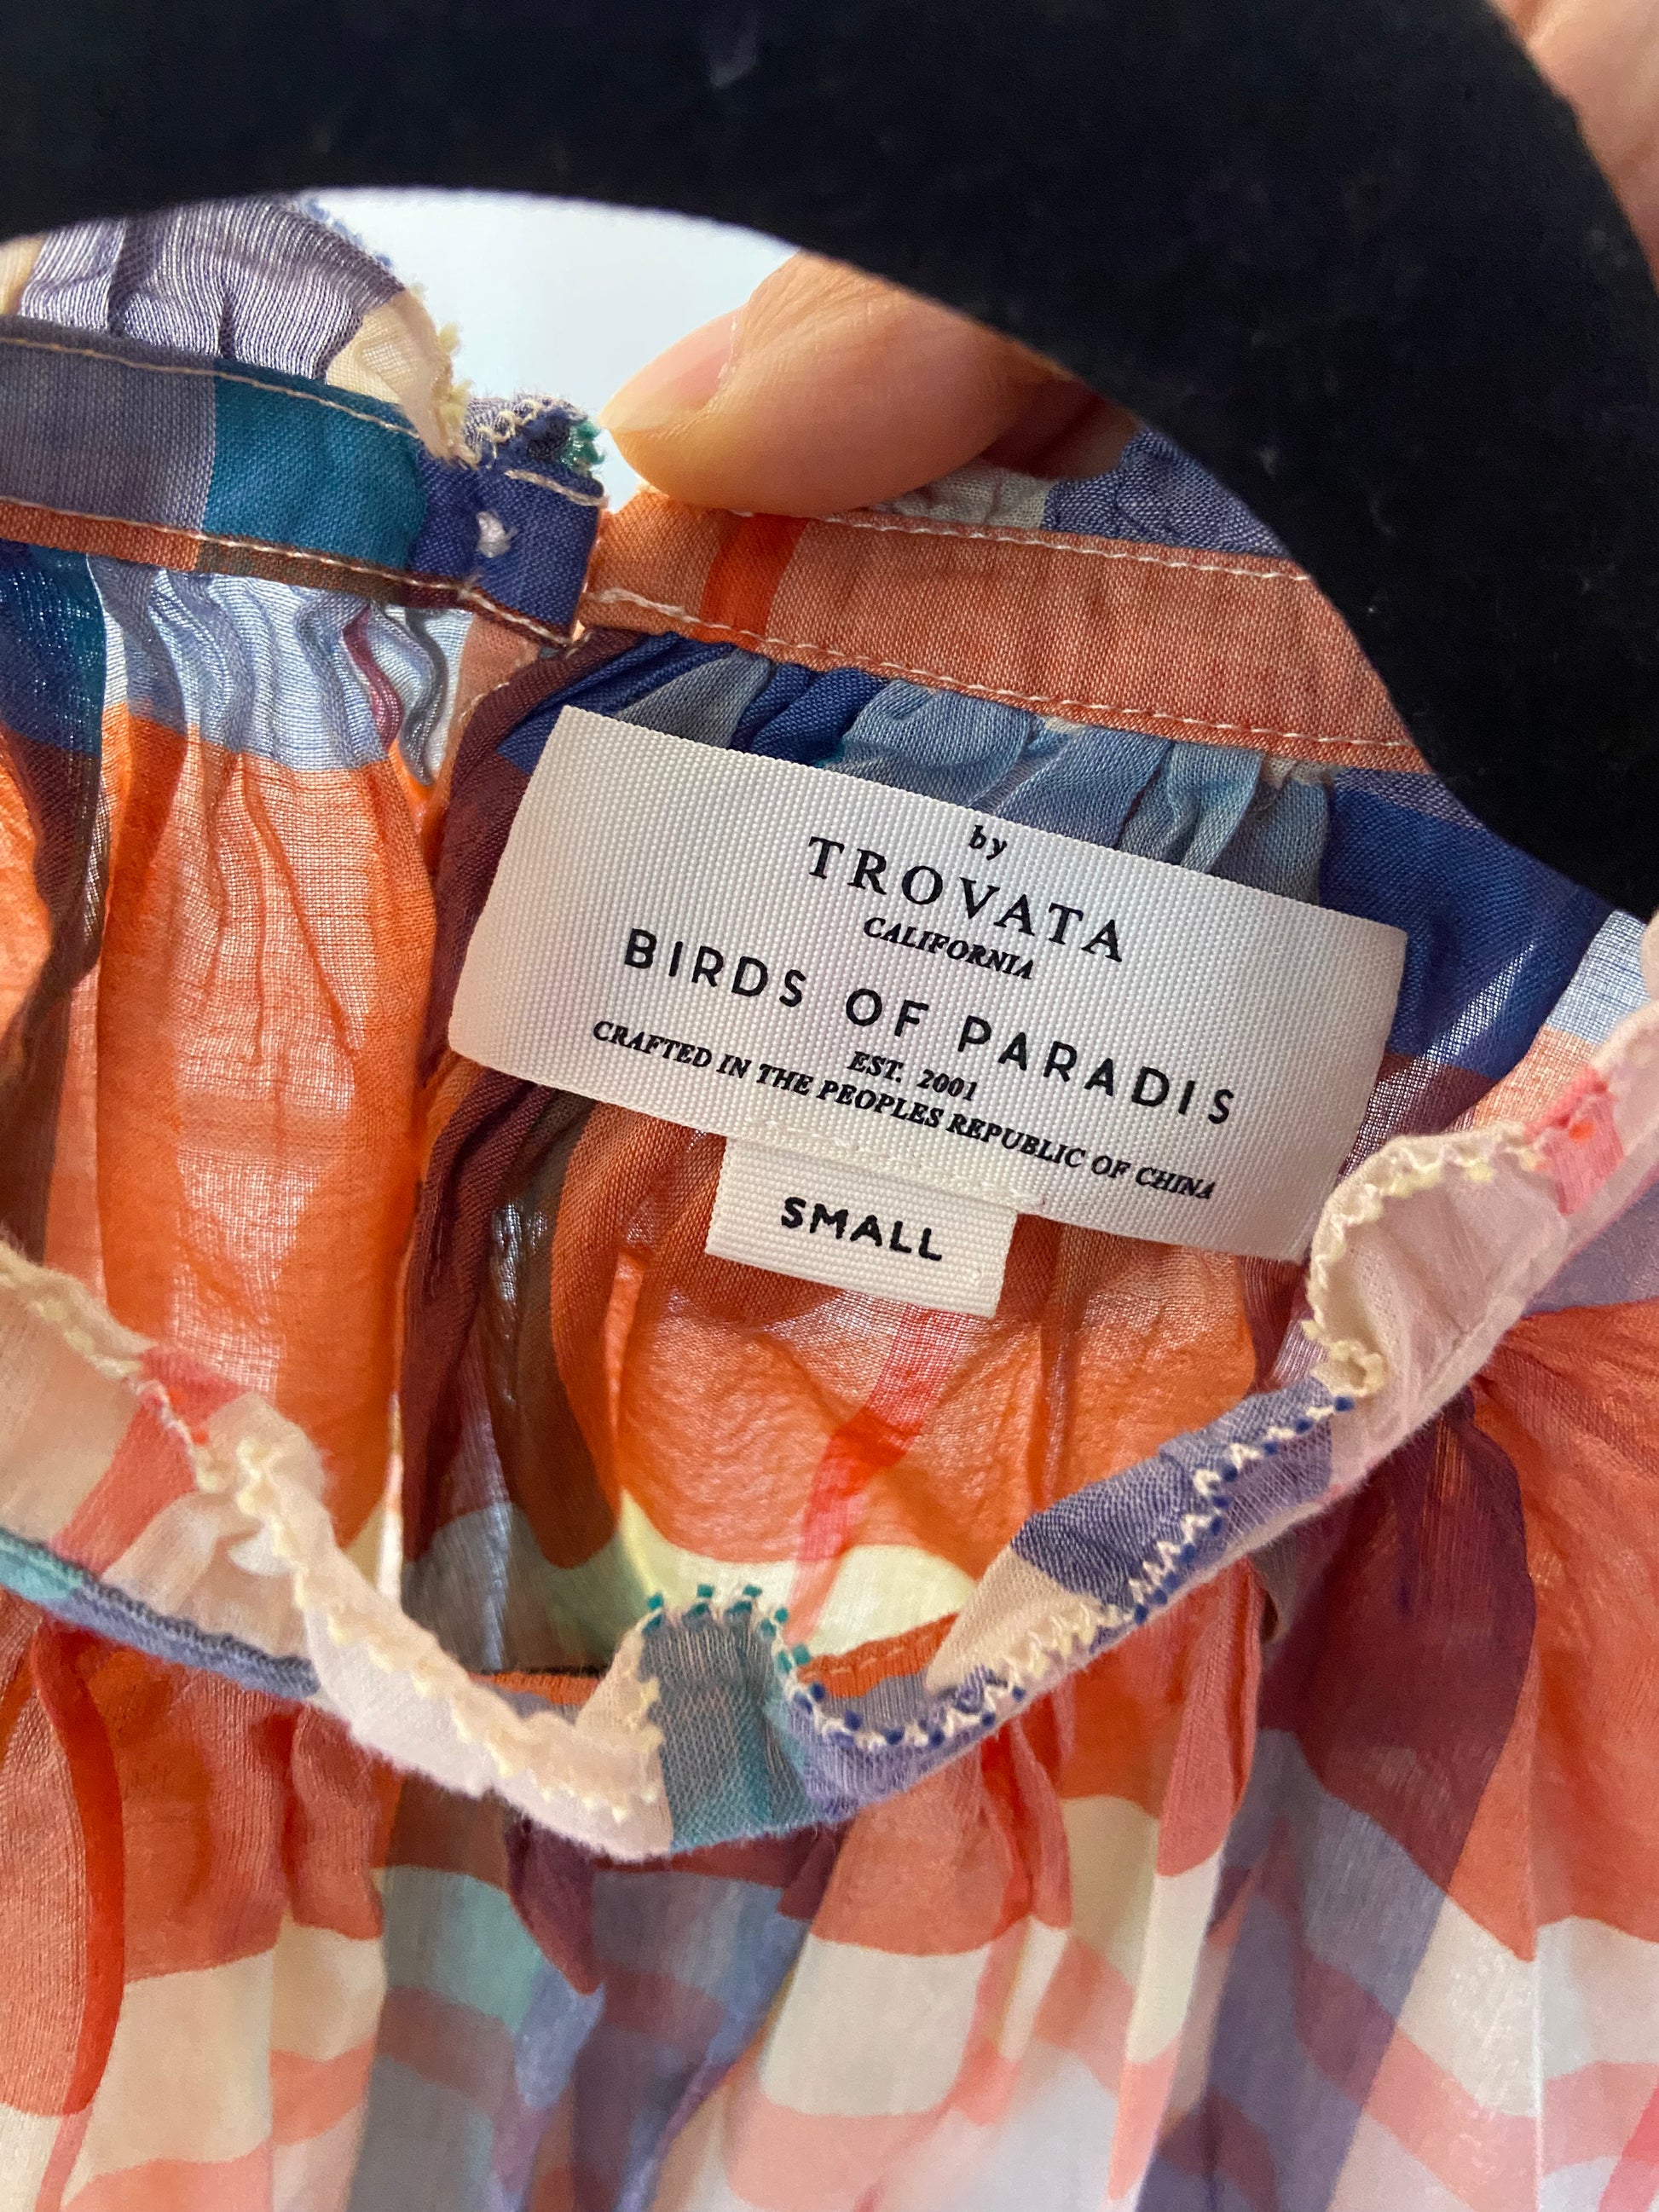 by
TROVATA
CALIFORNIA
BIRDS OF PARADIS
EST. 2001
CRAFTED IN THE PEOPLES REPUBLIC OF CHINA
SMALL